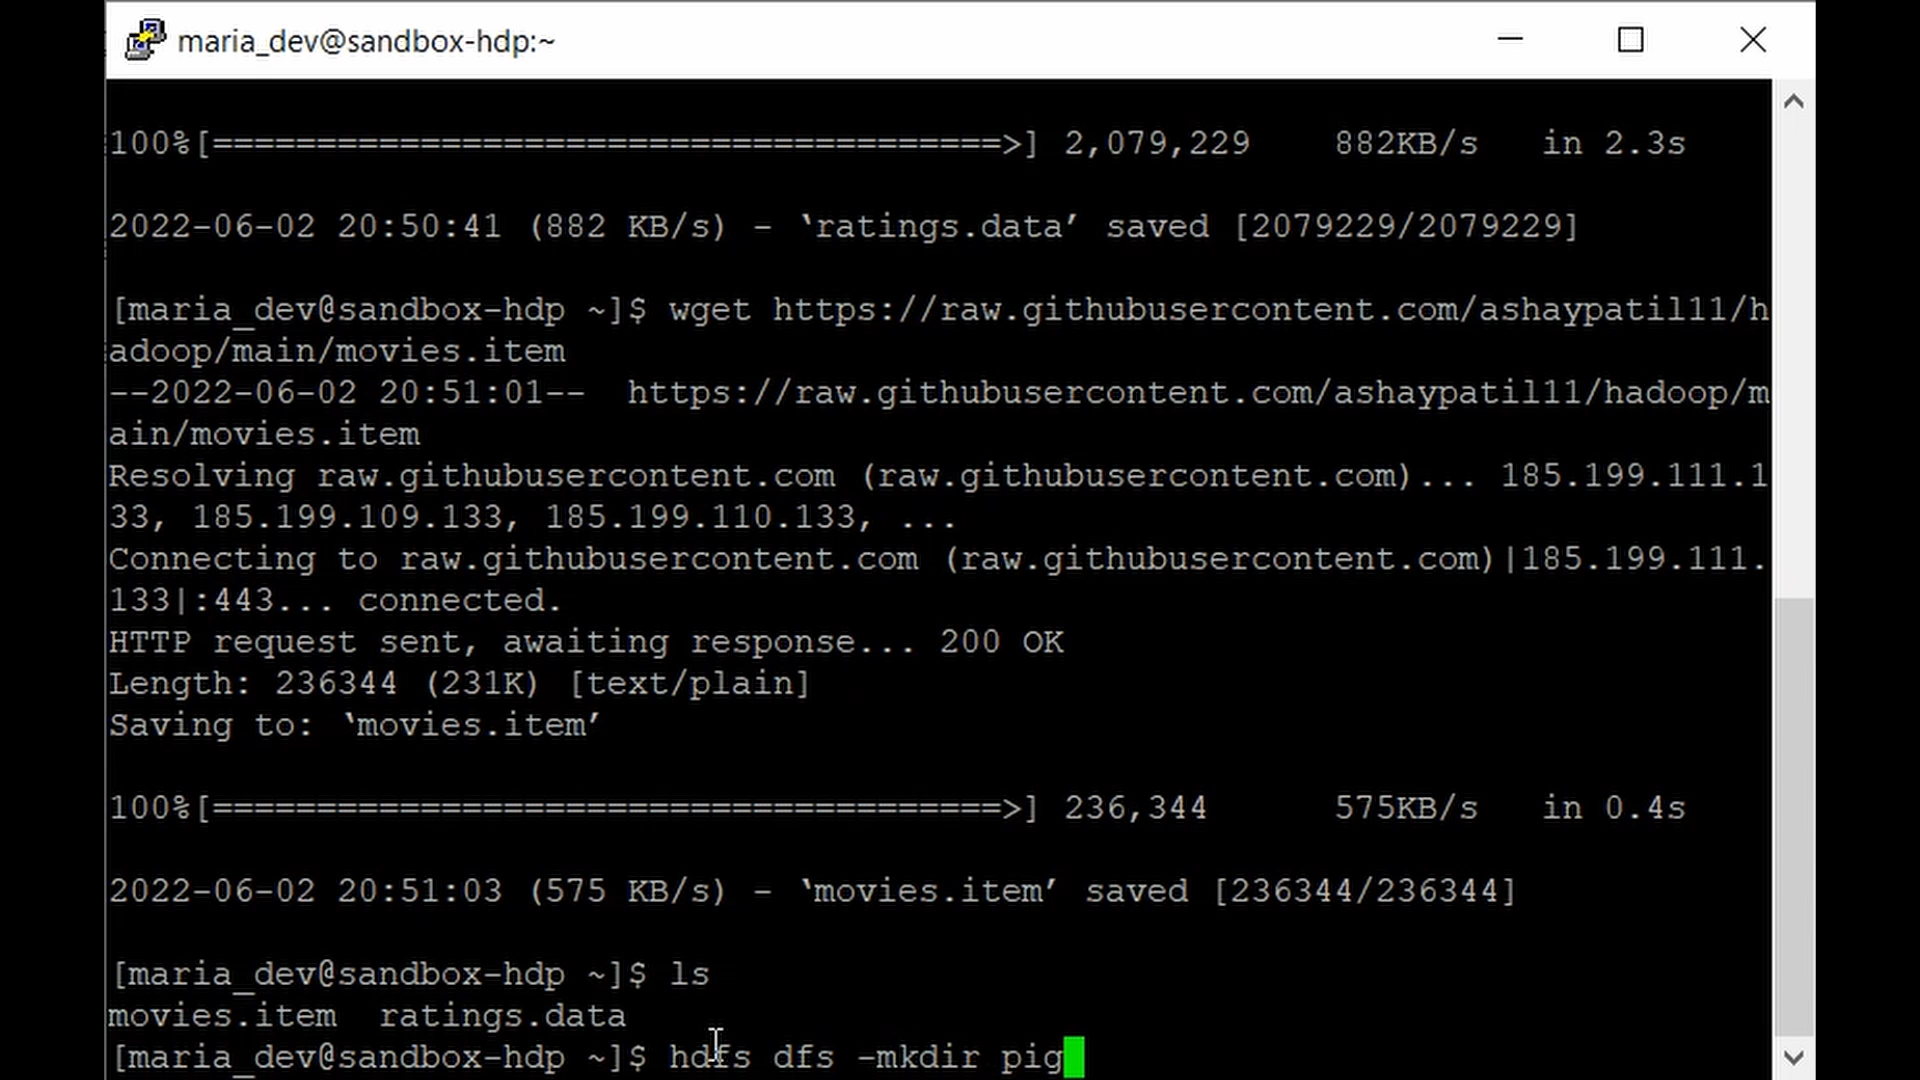 maria_dev@sandbox-hdp:~
100%[======================================>] 2,079,229    882KB/s   in 2.3s
2022-06-02 20:50:41 (882 KB/s) - ‘ratings.data’ saved [2079229/2079229]
[maria_dev@sandbox-hdp ~]$ wget https://raw.githubusercontent.com/ashaypatil11/h
adoop/main/movies.item
--2022-06-02 20:51:01--  https://raw.githubusercontent.com/ashaypatil11/hadoop/m
ain/movies.item
Resolving raw.githubusercontent.com (raw.githubusercontent.com)... 185.199.111.1
33, 185.199.109.133, 185.199.110.133, ...
Connecting to raw.githubusercontent.com (raw.githubusercontent.com)|185.199.111.
133|:443... connected.
HTTP request sent, awaiting response... 200 OK
Length: 236344 (231K) [text/plain]
Saving to: ‘movies.item’
100%[======================================>] 236,344      575KB/s   in 0.4s
2022-06-02 20:51:03 (575 KB/s) - ‘movies.item’ saved [236344/236344]
[maria_dev@sandbox-hdp ~]$ ls
movies.item  ratings.data
[maria_dev@sandbox-hdp ~]$ hdfs dfs -mkdir pig